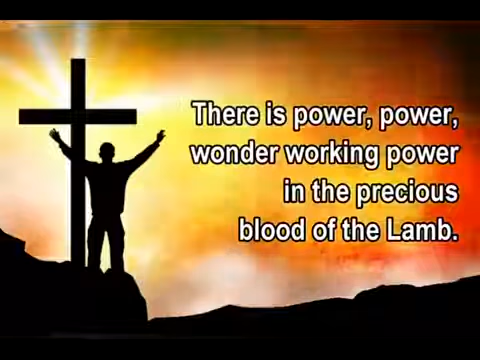 There is power, power,
wonder working power
in the precious
blood of the Lamb.